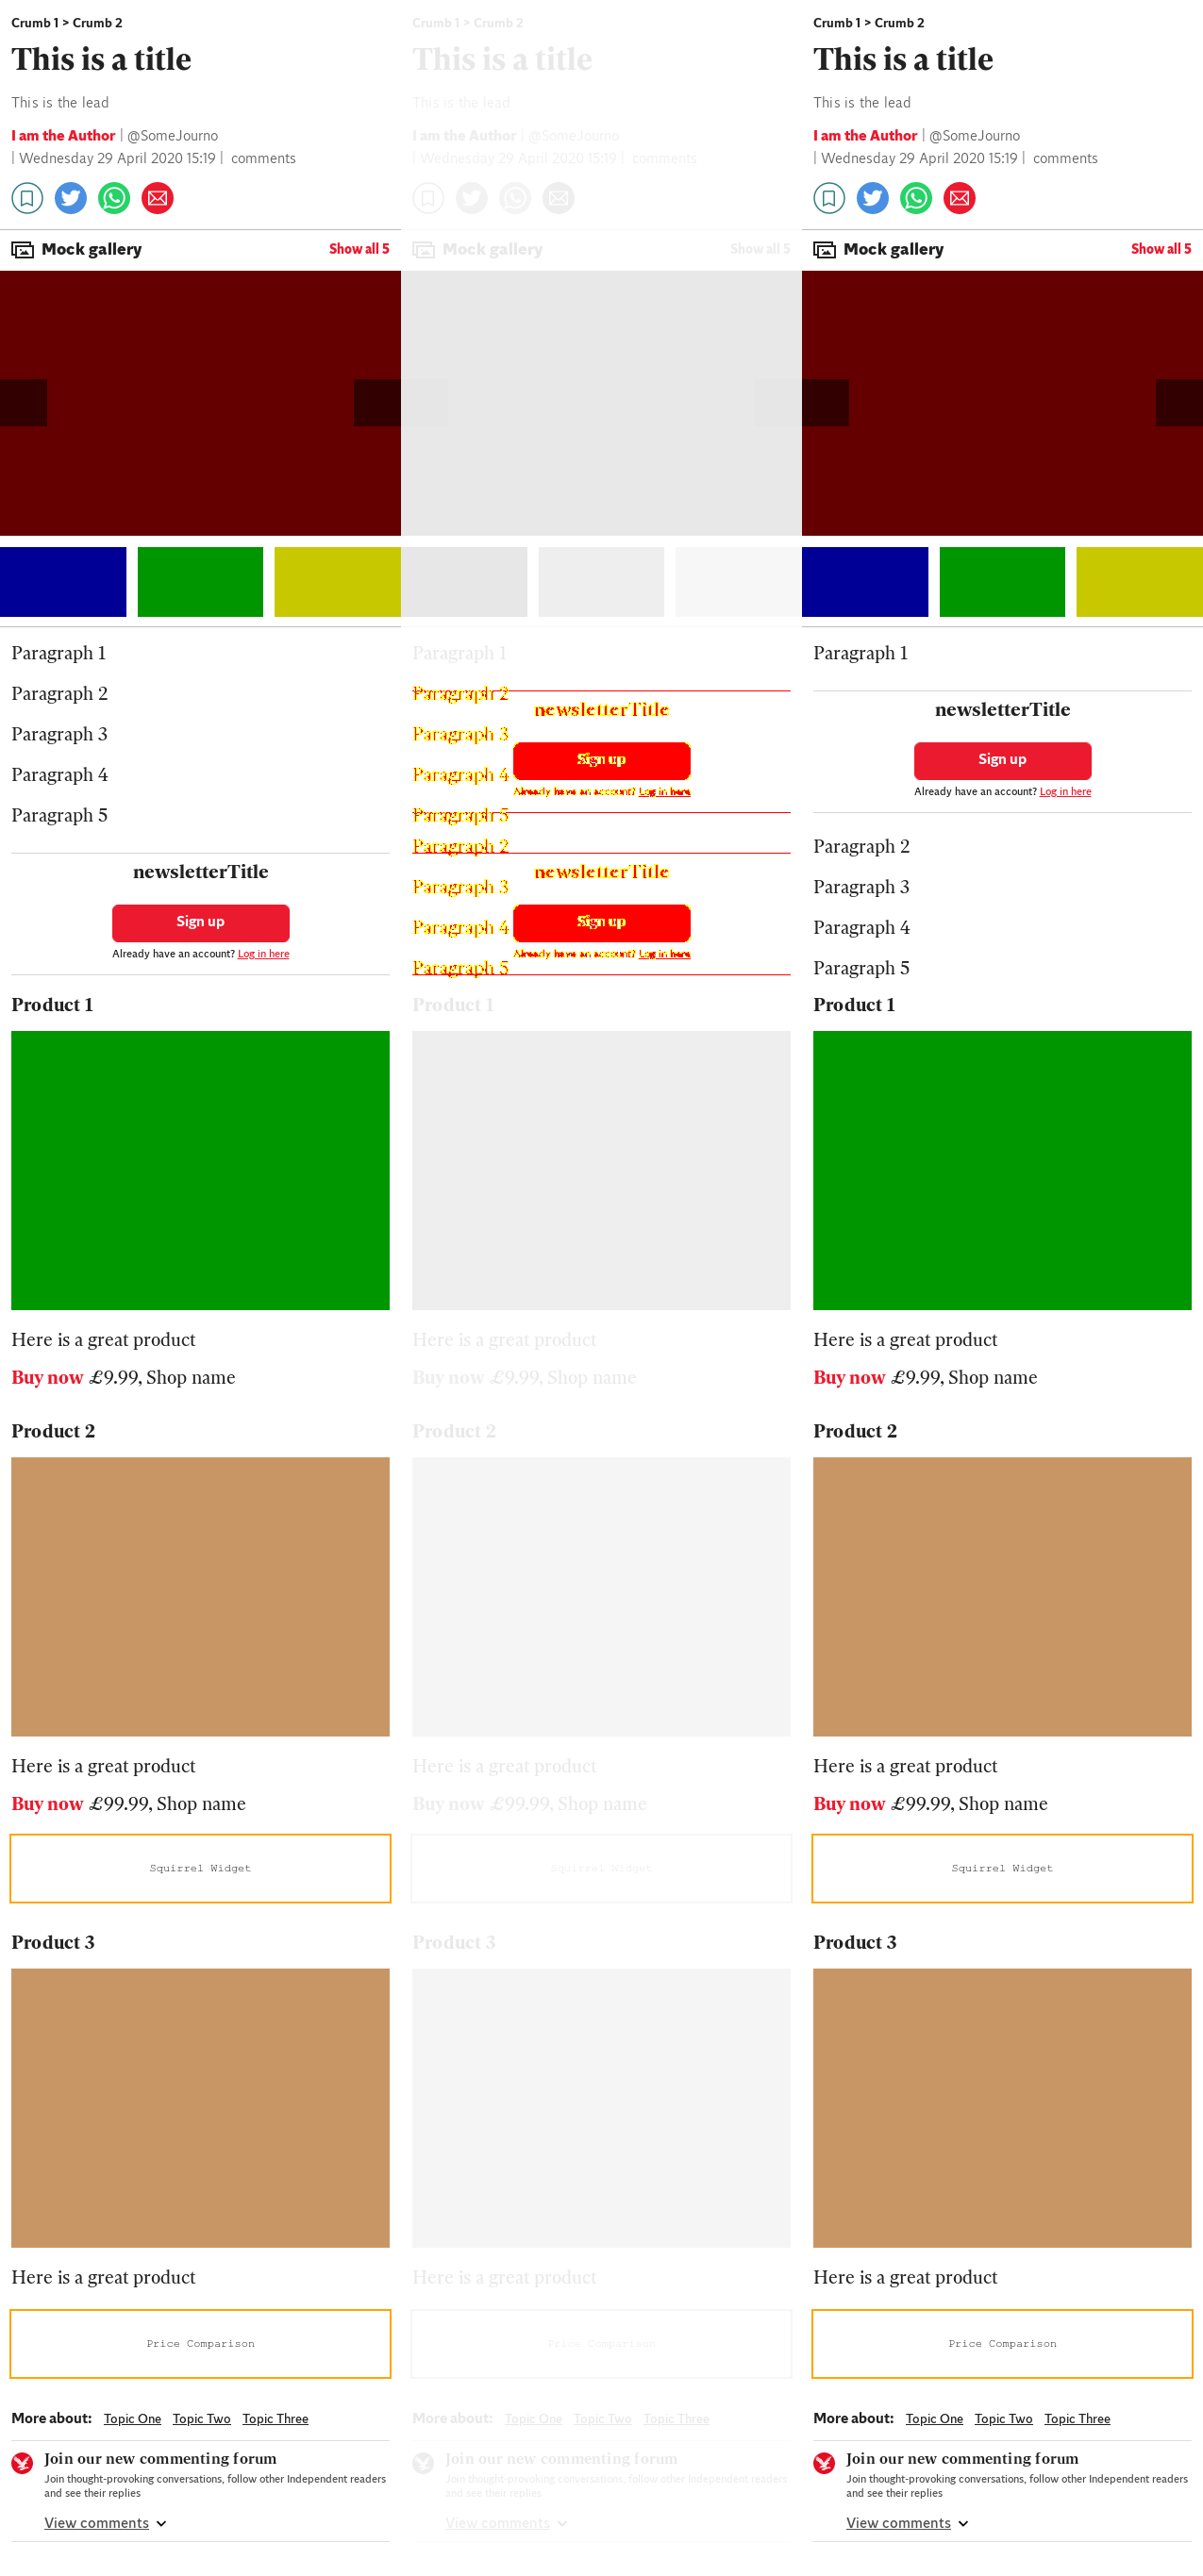 Crumb 1 > Crumb 2
This is a title
This is the lead
I am the Author | @SomeJourno
| Wednesday 29 April 2020 15:19 | comments
Mock gallery Show all 5
Paragraph 1
Paragraph 2
Paragraph 3
Paragraph 4
Paragraph 5
newsletterTitle
Sign up
Already have an account? Log in here
Product 1
Here is a great product
Buy now £9.99, Shop name
Product 2
Here is a great product
Buy now £99.99, Shop name
Squirrel Widget
Product 3
Here is a great product
Price Comparison
More about: Topic One Topic Two Topic Three
Join our new commenting forum
Join thought-provoking conversations, follow other Independent readers
and see their replies
View comments
Crumb 1 > Crumb 2
This is a title
This is the lead
I am the Author | @SomeJourno
| Wednesday 29 April 2020 15:19 | comments
Mock gallery Show all 5
Paragraph 1
Paragraph 2
newsletterTitle
Paragraph 3
Sign up
Paragraph 4
Already have an account? Log in here
Paragraph 5
Paragraph 2
newsletterTitle
Paragraph 3
Sign up
Paragraph 4
Already have an account? Log in here
Paragraph 5
Product 1
Here is a great product
Buy now £9.99, Shop name
Product 2
Here is a great product
Buy now £99.99, Shop name
Squirrel Widget
Product 3
Here is a great product
Price Comparison
More about: Topic One Topic Two Topic Three
Join our new commenting forum
Join thought-provoking conversations, follow other Independent readers
and see their replies
View comments
Crumb 1 > Crumb 2
This is a title
This is the lead
I am the Author | @SomeJourno
| Wednesday 29 April 2020 15:19 | comments
Mock gallery Show all 5
Paragraph 1
newsletterTitle
Sign up
Already have an account? Log in here
Paragraph 2
Paragraph 3
Paragraph 4
Paragraph 5
Product 1
Here is a great product
Buy now £9.99, Shop name
Product 2
Here is a great product
Buy now £99.99, Shop name
Squirrel Widget
Product 3
Here is a great product
Price Comparison
More about: Topic One Topic Two Topic Three
Join our new commenting forum
Join thought-provoking conversations, follow other Independent readers
and see their replies
View comments